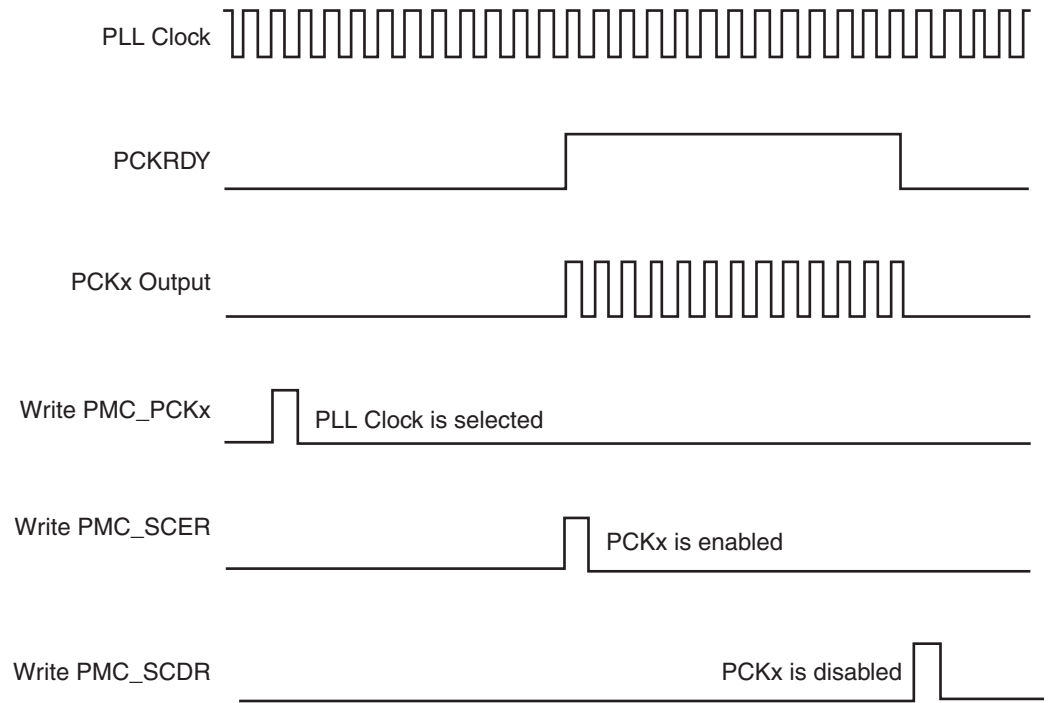 PLL Clock
PCKRDY
PCKx Output
Write PMC_PCKx
PLL Clock is selected
Write PMC_SCER
PCKx is enabled
Write PMC_SCDR
PCKx is disabled